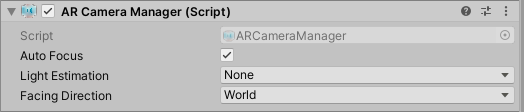 AR Camera Manager (Script)
Script ARCameraManager
Auto Focus
Light Estimation None
Facing Direction World